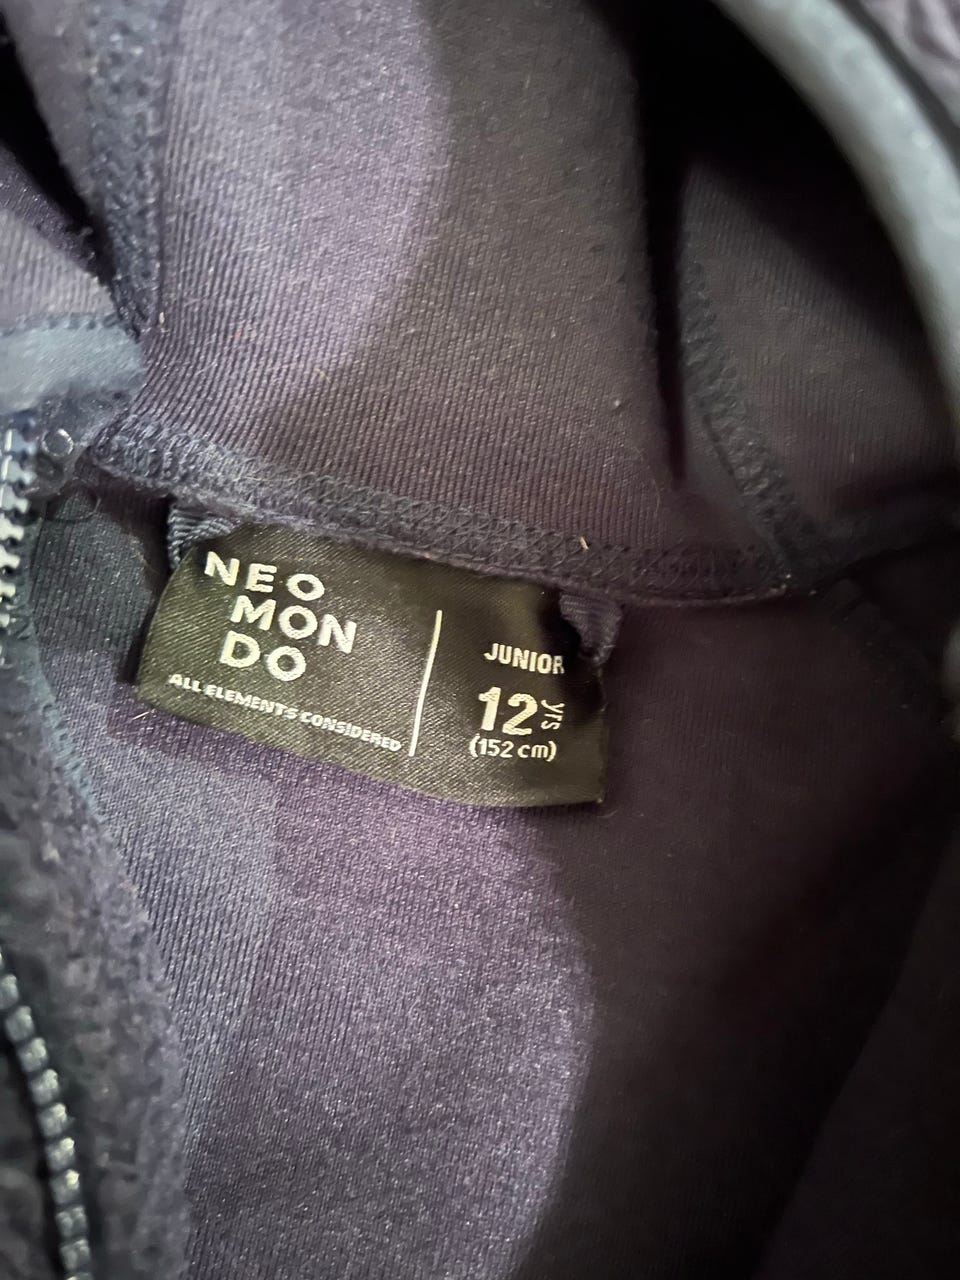 NEO
MON
DO
ALL ELEMENTS CONSIDERED
JUNIOR
12 yrs
(152 cm)